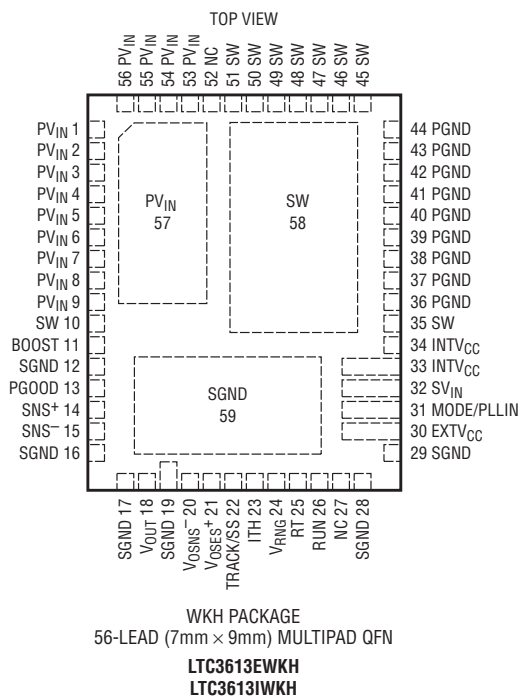 TOP VIEW
56 PVIN
55 PVIN
54 PVIN
53 PVIN
52 NC
51 SW
50 SW
49 SW
48 SW
47 SW
46 SW
45 SW
PVIN 1
PVIN 2
PVIN 3
PVIN 4
PVIN 5
PVIN 6
PVIN 7
PVIN 8
PVIN 9
SW 10
BOOST 11
SGND 12
PGOOD 13
SNS+ 14
SNS– 15
SGND 16
PVIN
57
SW
58
SGND
59
44 PGND
43 PGND
42 PGND
41 PGND
40 PGND
39 PGND
38 PGND
37 PGND
36 PGND
35 SW
34 INTVCC
33 INTVCC
32 SVIN
31 MODE/PLLIN
30 EXTVCC
29 SGND
SGND 17
VOUT 18
SGND 19
VOSNS– 20
VOSES+ 21
TRACK/SS 22
ITH 23
VRNG 24
RT 25
RUN 26
NC 27
SGND 28
WKH PACKAGE
56-LEAD (7mm × 9mm) MULTIPAD QFN
LTC3613EWKH
LTC3613IWKH